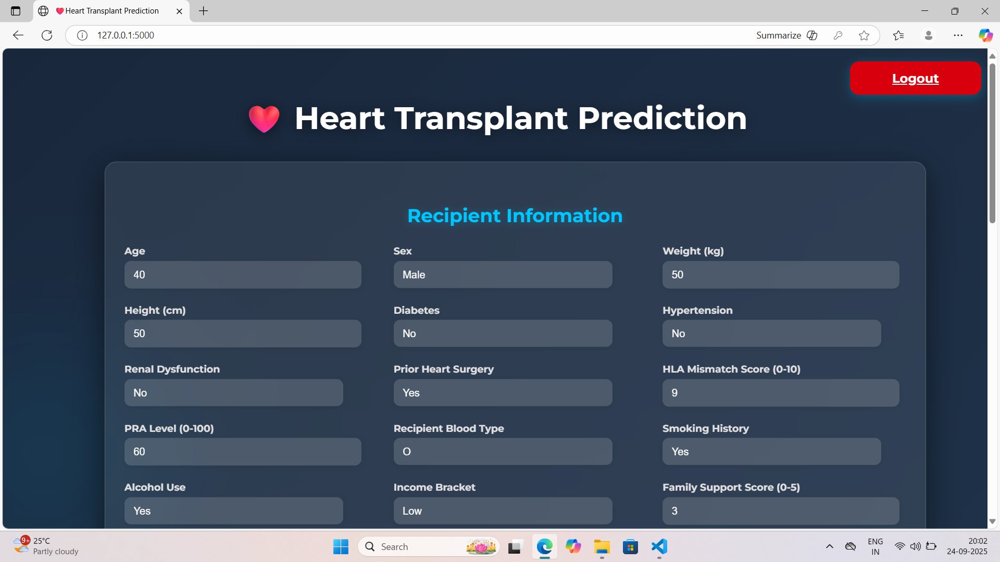 Heart Transplant Prediction
127.0.0.1:5000
Summarize
Logout
Heart Transplant Prediction
Recipient Information
Age
Sex
Weight (kg)
40
Male
50
Height (cm)
Diabetes
Hypertension
50
No
No
Renal Dysfunction
Prior Heart Surgery
HLA Mismatch Score (0-10)
No
Yes
9
PRA Level (0-100)
Recipient Blood Type
Smoking History
60
O
Yes
Alcohol Use
Income Bracket
Family Support Score (0-5)
Yes
Low
3
9+
25°C
Partly cloudy
Search
ENG
IN
20:02
24-09-2025